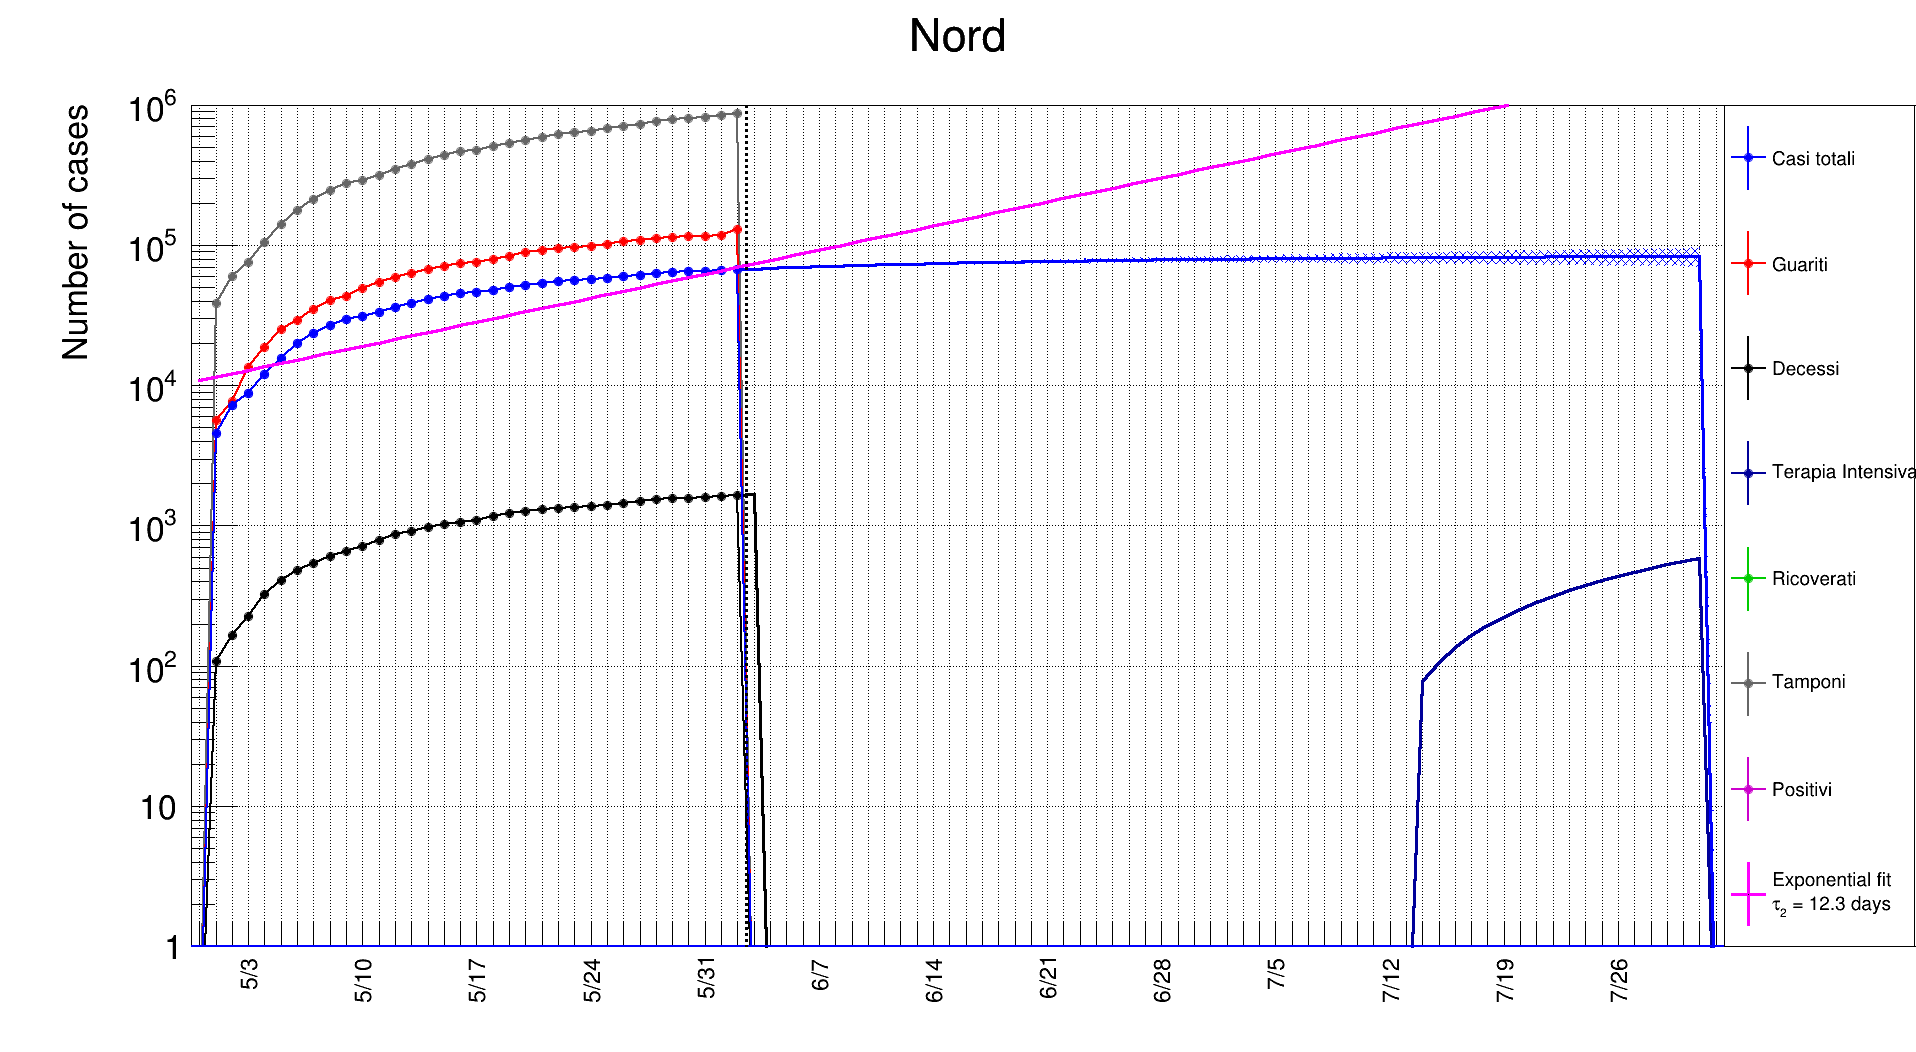 Nord
Number of cases
10^6
10^5
10^4
10^3
10^2
10
1
5/3
5/10
5/17
5/24
5/31
6/7
6/14
6/21
6/28
7/5
7/12
7/19
7/26
Casi totali
Guariti
Decessi
Terapia Intensiva
Ricoverati
Tamponi
Positivi
Exponential fit
τ₂ = 12.3 days